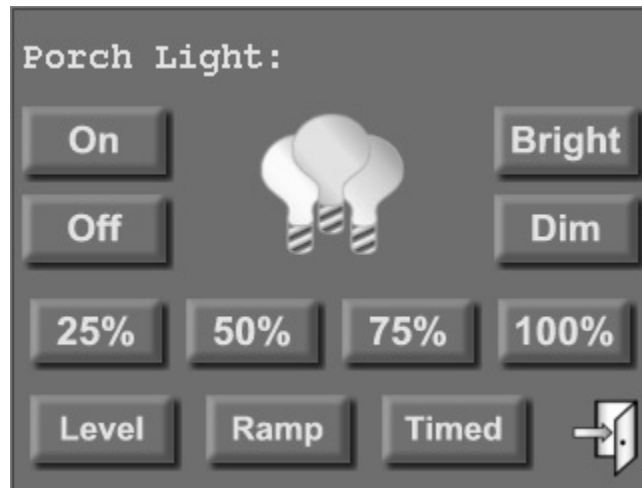 Porch Light:
On
Bright
Off
Dim
25% 50% 75% 100%
Level Ramp Timed